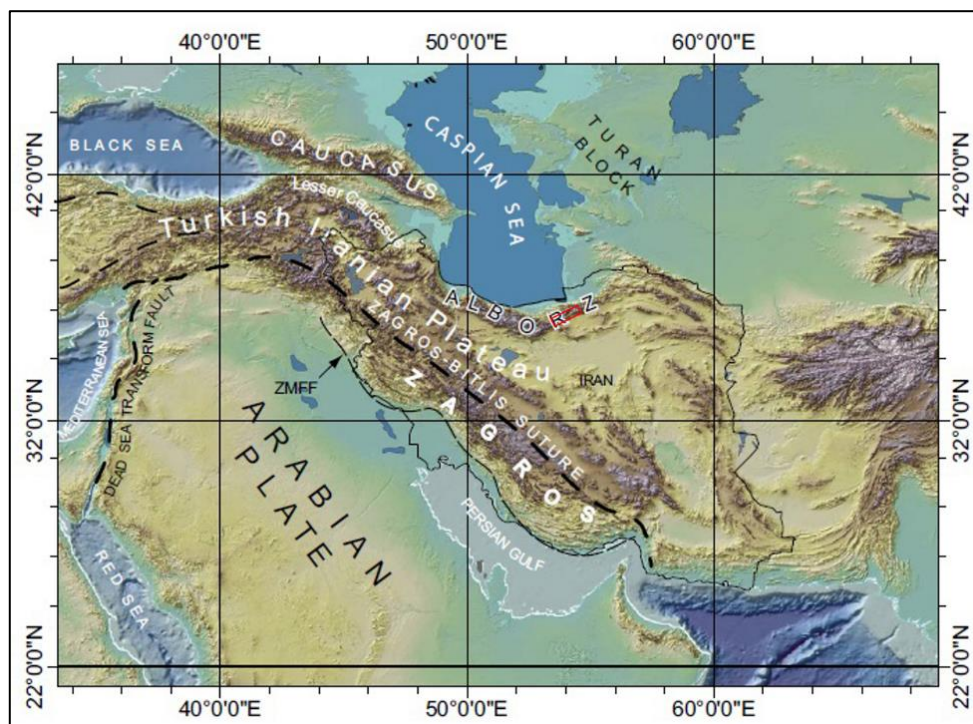 40°0'0"E 50°0'0"E 60°0'0"E
42°0'0"N
32°0'0"N
22°0'0"N
BLACK SEA
CAUCASUS
Lesser Caucasus
CASPIAN SEA
TURAN
BLOCK
Turkish Iranian Plateau
ALBORZ
ZAGROS-BITLIS SUTURE
IRAN
ZMFF
ZAGROS
MEDITERRANEAN SEA
DEAD SEA TRANSFORM FAULT
ARABIAN
PLATE
PERSIAN GULF
RED SEA
42°0'0"N
32°0'0"N
22°0'0"N
40°0'0"E 50°0'0"E 60°0'0"E